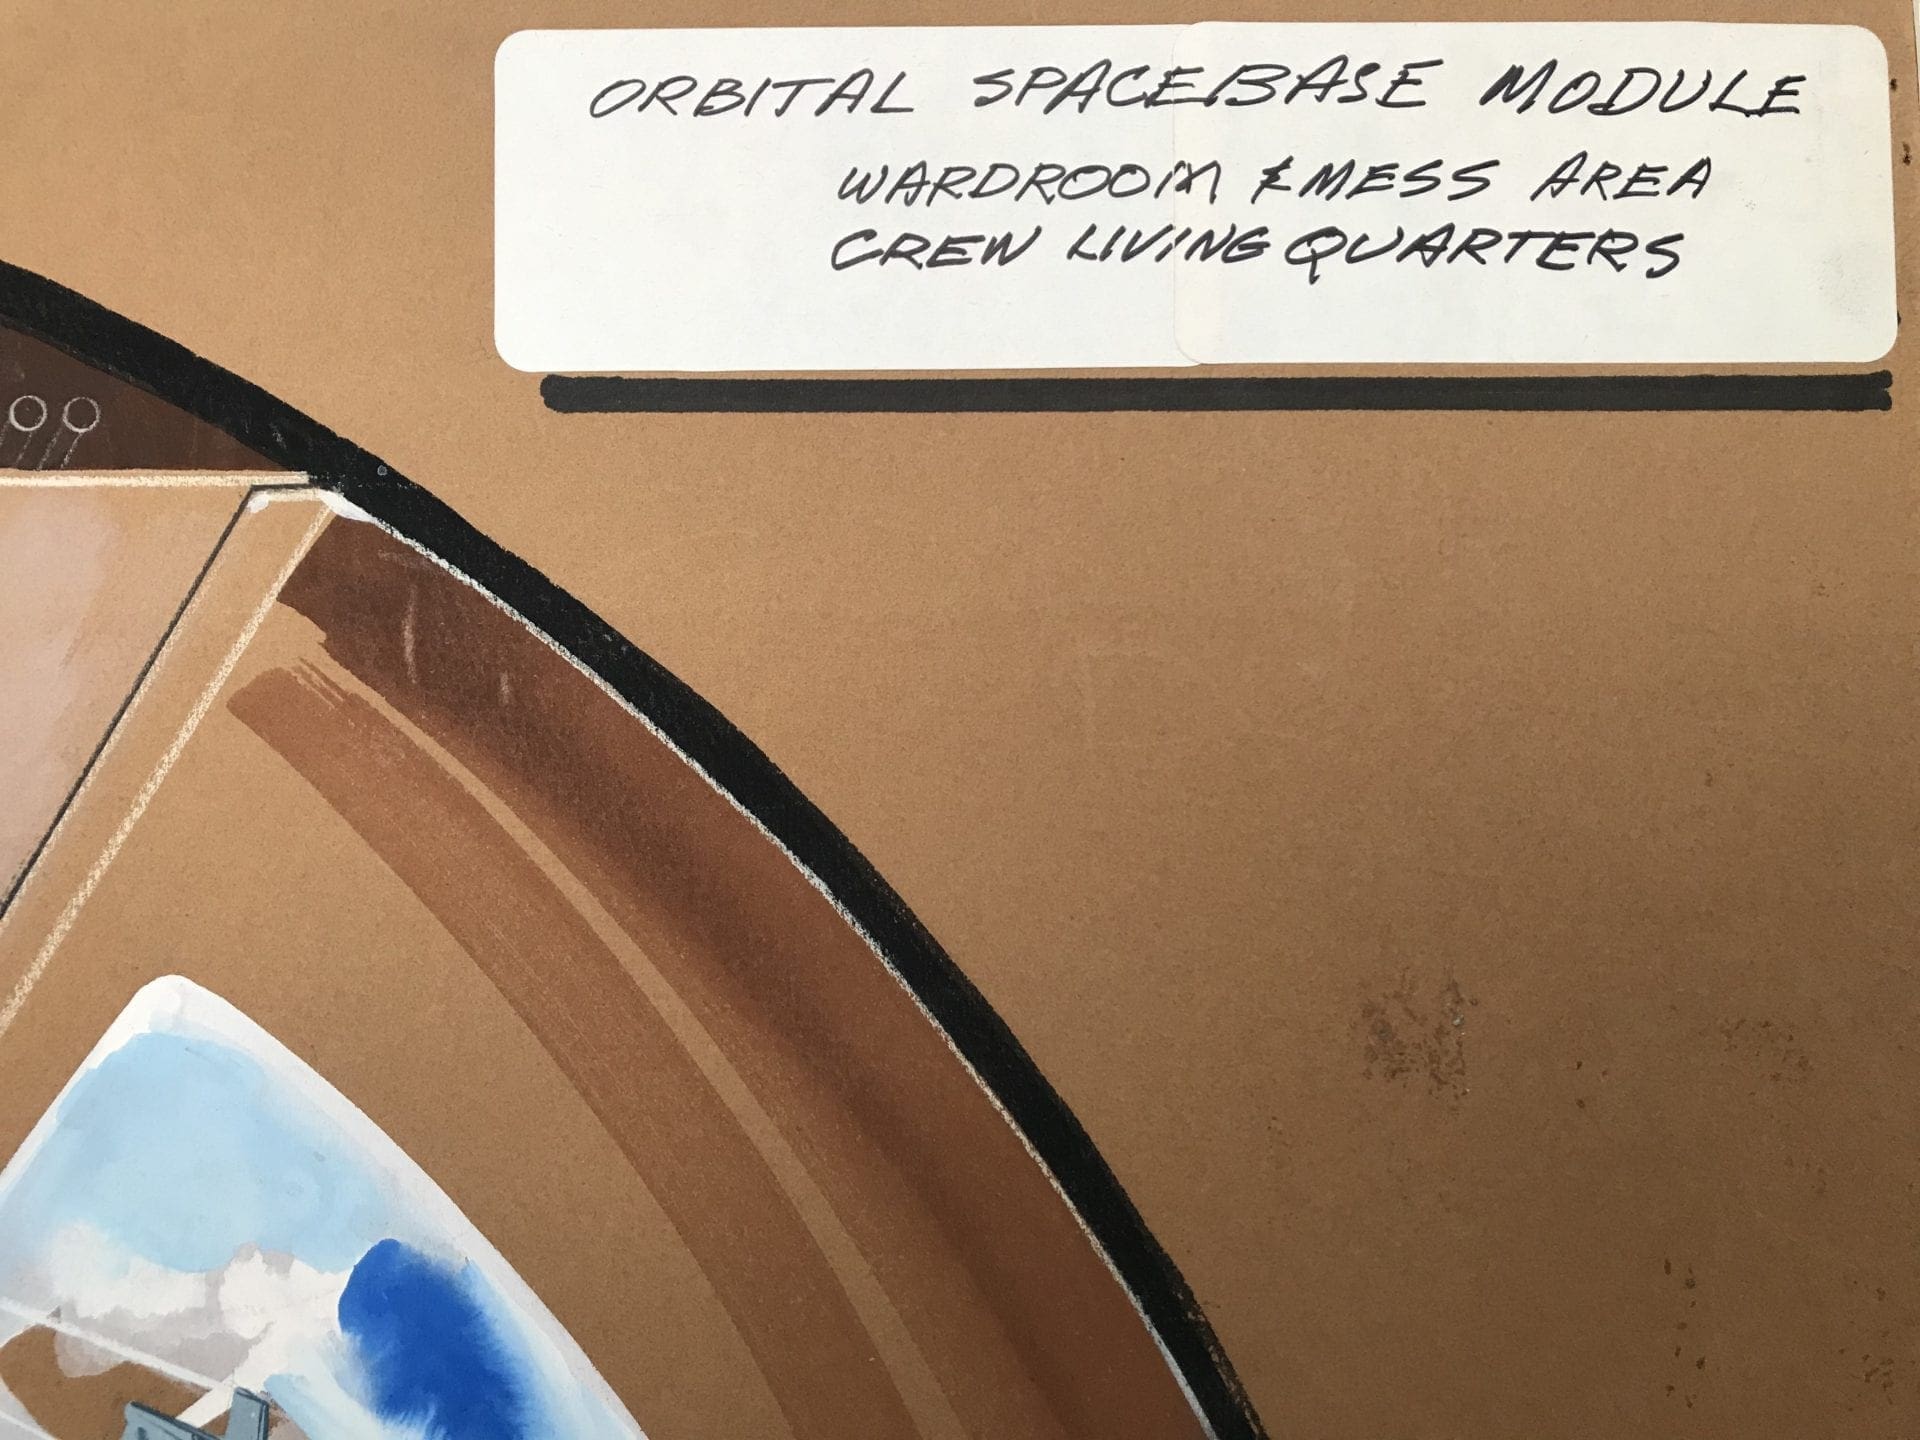 ORBITAL SPACEBASE MODULE
WARDROOM & MESS AREA
CREW LIVING QUARTERS